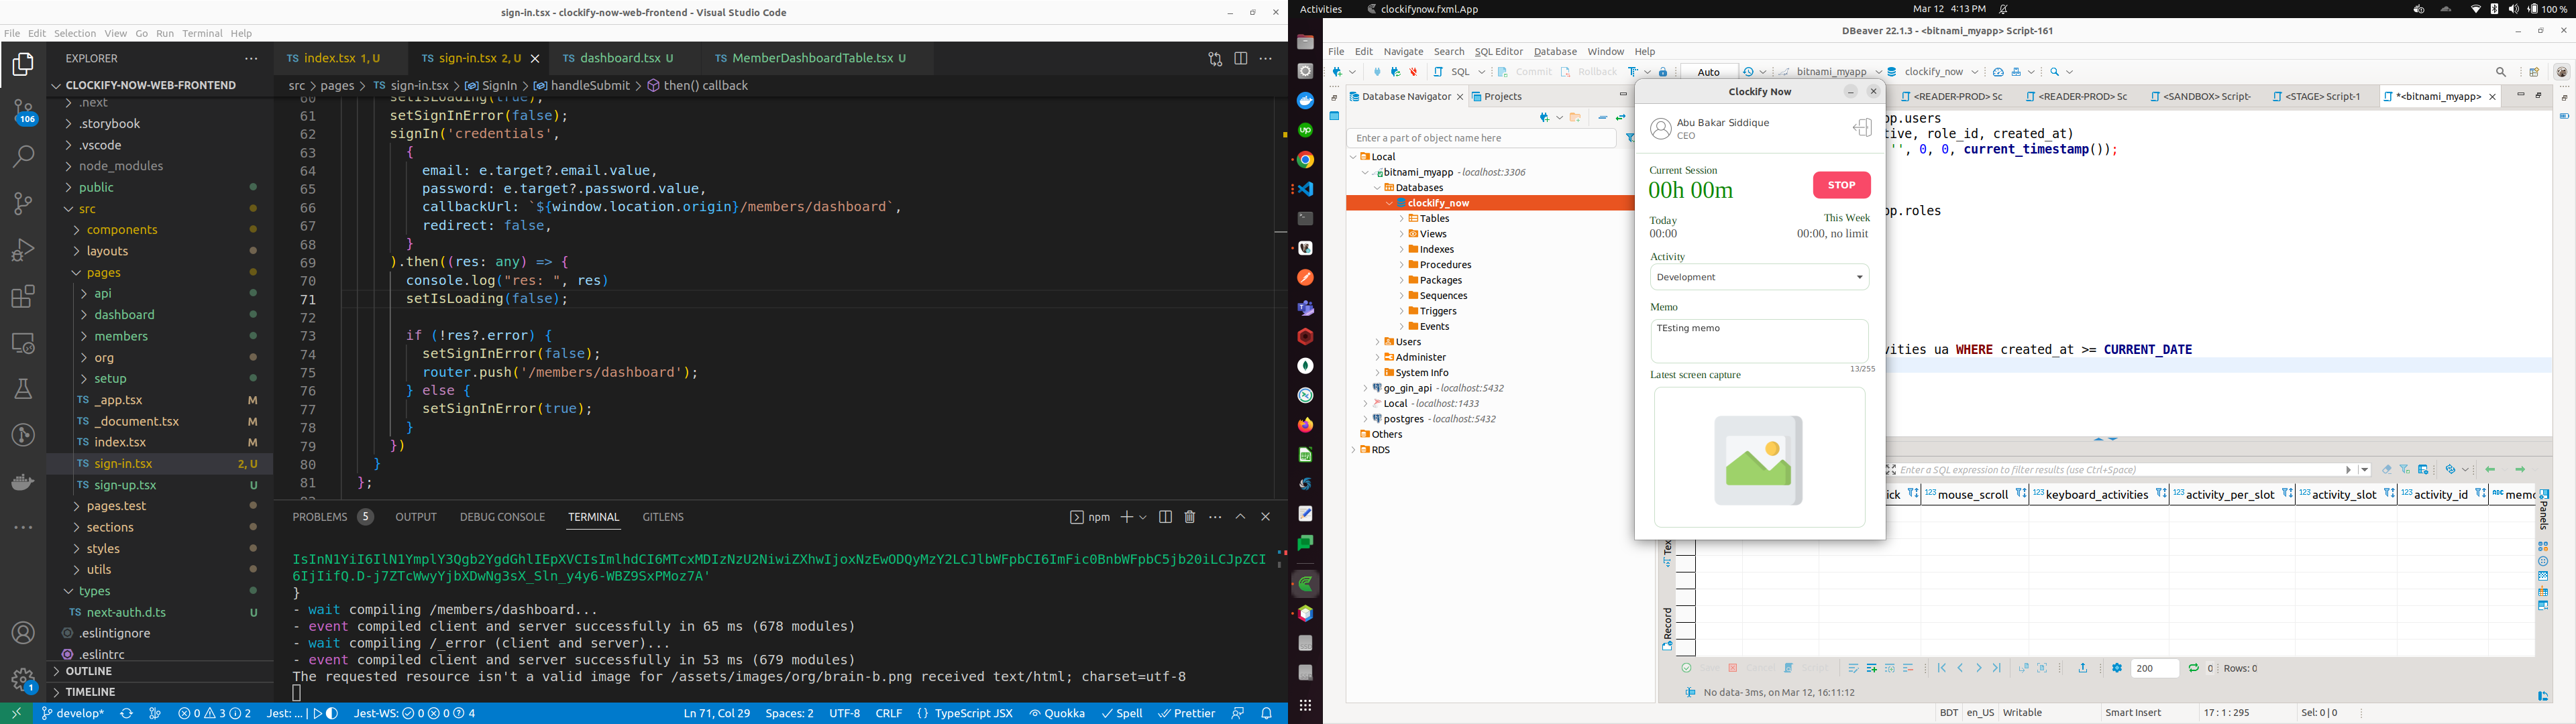 sign-in.tsx - clockify-now-web-frontend - Visual Studio Code
File Edit Selection View Go Run Terminal Help
EXPLORER
CLOCKIFY-NOW-WEB-FRONTEND
.next
.storybook
.vscode
node_modules
public
src
components
layouts
pages
api
dashboard
members
org
setup
TS _app.tsx M
TS _document.tsx M
TS index.tsx M
TS sign-in.tsx 2, U
TS sign-up.tsx U
pages.test
sections
styles
utils
types
TS next-auth.d.ts U
.eslintignore
.eslintrc
OUTLINE
TIMELINE
106
1
TS index.tsx 1, U
TS sign-in.tsx 2, U
TS dashboard.tsx U
TS MemberDashboardTable.tsx U
src > pages > TS sign-in.tsx > SignIn > handleSubmit > then() callback
60 setIsLoading(true);
61 setSignInError(false);
62 signIn('credentials',
63 {
64 email: e.target?.email.value,
65 password: e.target?.password.value,
66 callbackUrl: `${window.location.origin}/members/dashboard`,
67 redirect: false,
68 }
69 ).then((res: any) => {
70 console.log("res: ", res)
71 setIsLoading(false);
72
73 if (!res?.error) {
74 setSignInError(false);
75 router.push('/members/dashboard');
76 } else {
77 setSignInError(true);
78 }
79 })
80 }
81 };
PROBLEMS 5 OUTPUT DEBUG CONSOLE TERMINAL GITLENS
npm
}
- wait compiling /members/dashboard...
- event compiled client and server successfully in 65 ms (678 modules)
- wait compiling /_error (client and server)...
- event compiled client and server successfully in 53 ms (679 modules)
The requested resource isn't a valid image for /assets/images/org/brain-b.png received text/html; charset=utf-8
develop* 0 3 2 Jest: ... | Jest-WS: 0 0 4 Ln 71, Col 29 Spaces: 2 UTF-8 CRLF {} TypeScript JSX Quokka Spell Prettier
Activities clockifynow.fxml.App Mar 12 4:13 PM 100 %
DBeaver 22.1.3 - <bitnami_myapp> Script-161
File Edit Navigate Search SQL Editor Database Window Help
SQL Commit Rollback Auto bitnami_myapp clockify_now
Database Navigator Projects
Enter a part of object name here
Local
bitnami_myapp - localhost:3306
Databases
clockify_now
Tables
Views
Indexes
Procedures
Packages
Sequences
Triggers
Events
Users
Administer
System Info
go_gin_api - localhost:5432
Local - localhost:1433
postgres - localhost:5432
Others
RDS
Clockify Now
Abu Bakar Siddique
CEO
Current Session
00h 00m
STOP
Today This Week
00:00 00:00, no limit
Activity
Development
Memo
TEsting memo
13/255
Latest screen capture
<READER-PROD> Sc <READER-PROD> Sc <SANDBOX> Script- <STAGE> Script-1 *<bitnami_myapp>
pp.users
tive, role_id, created_at)
'', 0, 0, current_timestamp());
pp.roles
vities ua WHERE created_at >= CURRENT_DATE
Enter a SQL expression to filter results (use Ctrl+Space)
ick 123 mouse_scroll 123 keyboard_activities 123 activity_per_slot 123 activity_slot 123 activity_id ABC memo
Panels
Record
Save Cancel Script
200 0 Rows: 0
No data - 3ms, on Mar 12, 16:11:12
BDT en_US Writable Smart Insert 17 : 1 : 295 Sel: 0 | 0